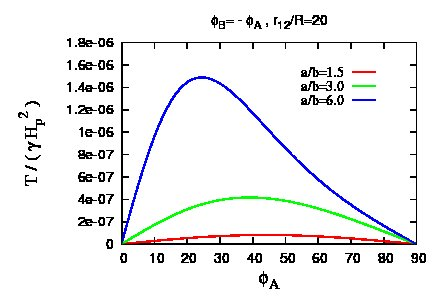 ϕB= - ϕA , r12/R=20
1.8e-06
1.6e-06
1.4e-06
1.2e-06
1e-06
8e-07
6e-07
4e-07
2e-07
0
T / ( γ Hp^2 )
a/b=1.5
a/b=3.0
a/b=6.0
0 10 20 30 40 50 60 70 80 90
ϕA